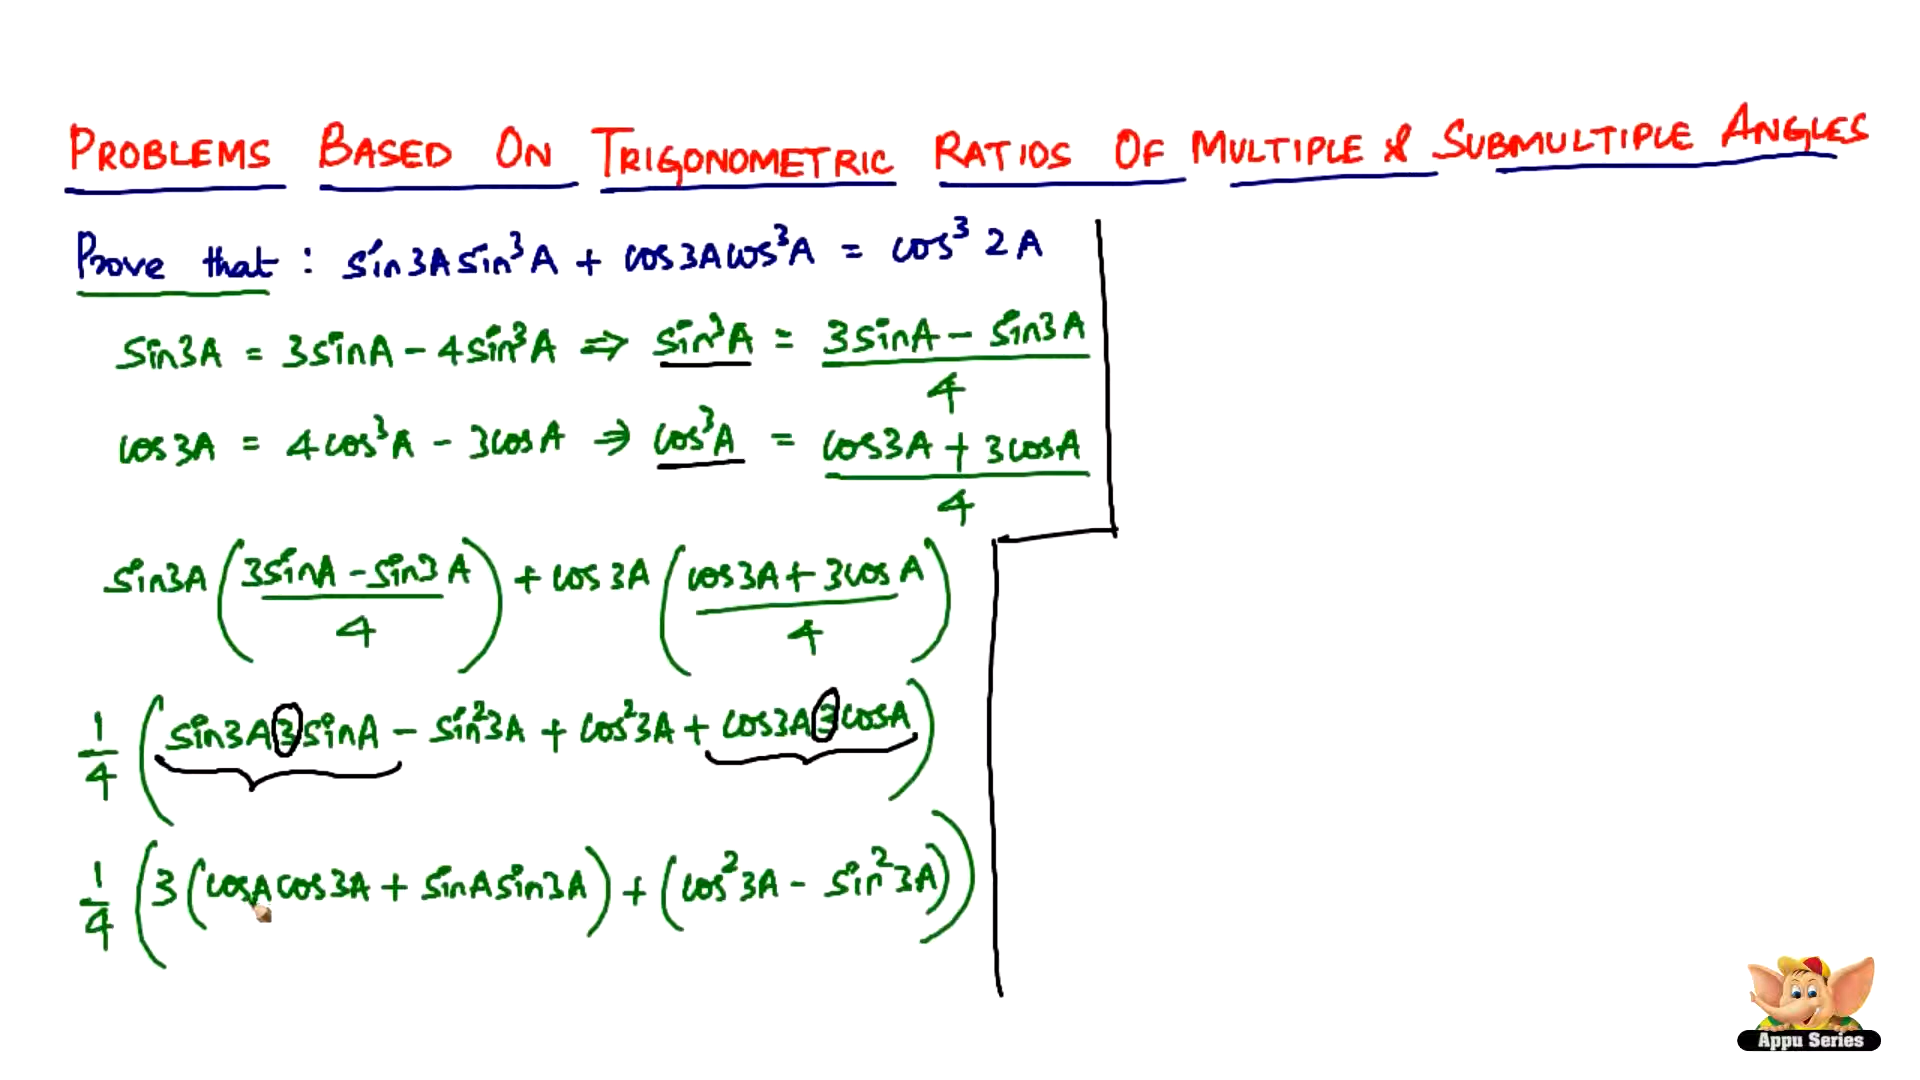 PROBLEMS BASED ON TRIGONOMETRIC RATIOS OF MULTIPLE & SUBMULTIPLE ANGLES
Prove that : sin3A sin³A + cos3A cos³A = cos³ 2A
sin3A = 3sinA - 4sin³A ⇒ sin³A = (3sinA - sin3A)/4
cos3A = 4cos³A - 3cosA ⇒ cos³A = (cos3A + 3cosA)/4
sin3A ((3sinA - sin3A)/4) + cos3A ((cos3A + 3cosA)/4)
1/4 (sin3A 3 sinA - sin²3A + cos²3A + cos3A 3 cosA)
1/4 (3 (cosA cos3A + sinA sin3A) + (cos²3A - sin²3A))
Appu Series